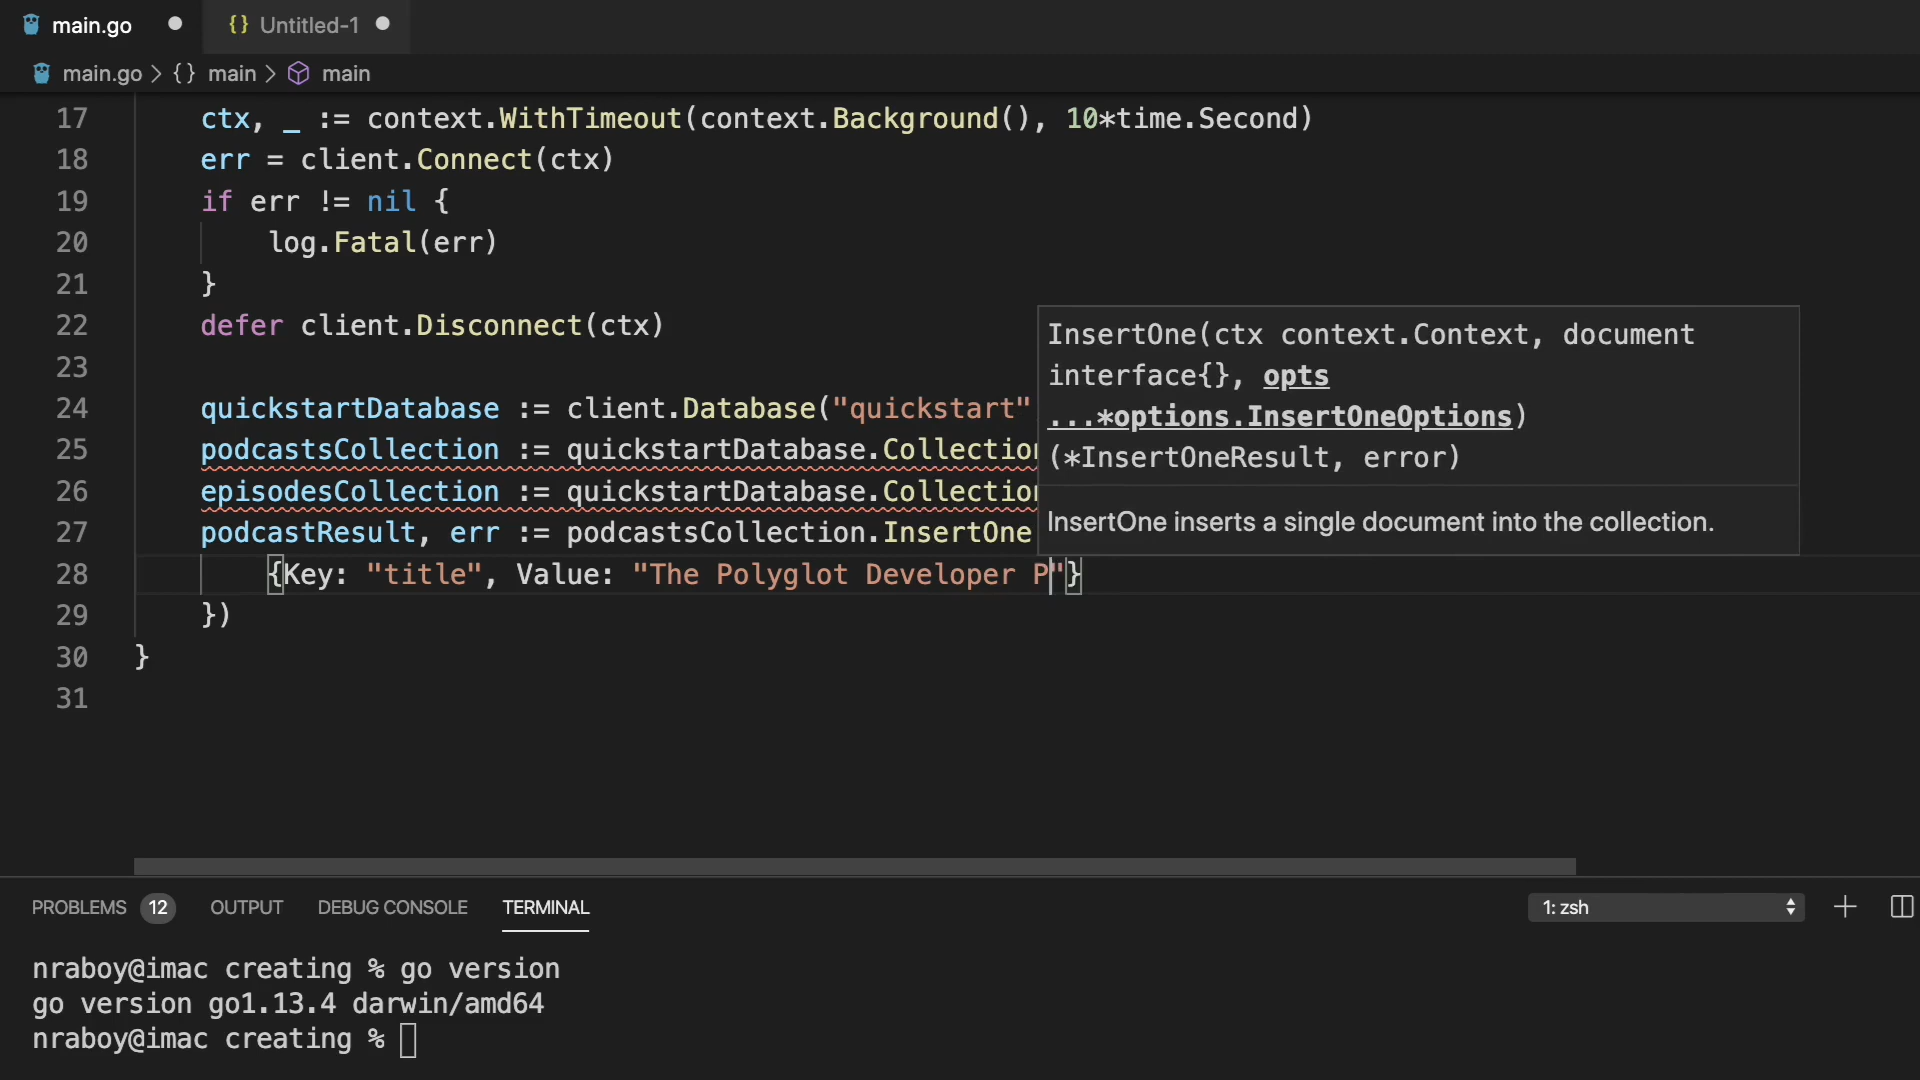 main.go
{} Untitled-1
main.go > {} main > main
17 ctx, _ := context.WithTimeout(context.Background(), 10*time.Second)
18 err = client.Connect(ctx)
19 if err != nil {
20 log.Fatal(err)
21 }
22 defer client.Disconnect(ctx)
23
24 quickstartDatabase := client.Database("quickstart"
25 podcastsCollection := quickstartDatabase.Collection
26 episodesCollection := quickstartDatabase.Collection
27 podcastResult, err := podcastsCollection.InsertOne
28 {Key: "title", Value: "The Polyglot Developer P"}
29 })
30 }
31
InsertOne(ctx context.Context, document
interface{}, opts
...*options.InsertOneOptions)
(*InsertOneResult, error)
InsertOne inserts a single document into the collection.
PROBLEMS 12 OUTPUT DEBUG CONSOLE TERMINAL 1: zsh
nraboy@imac creating % go version
go version go1.13.4 darwin/amd64
nraboy@imac creating %